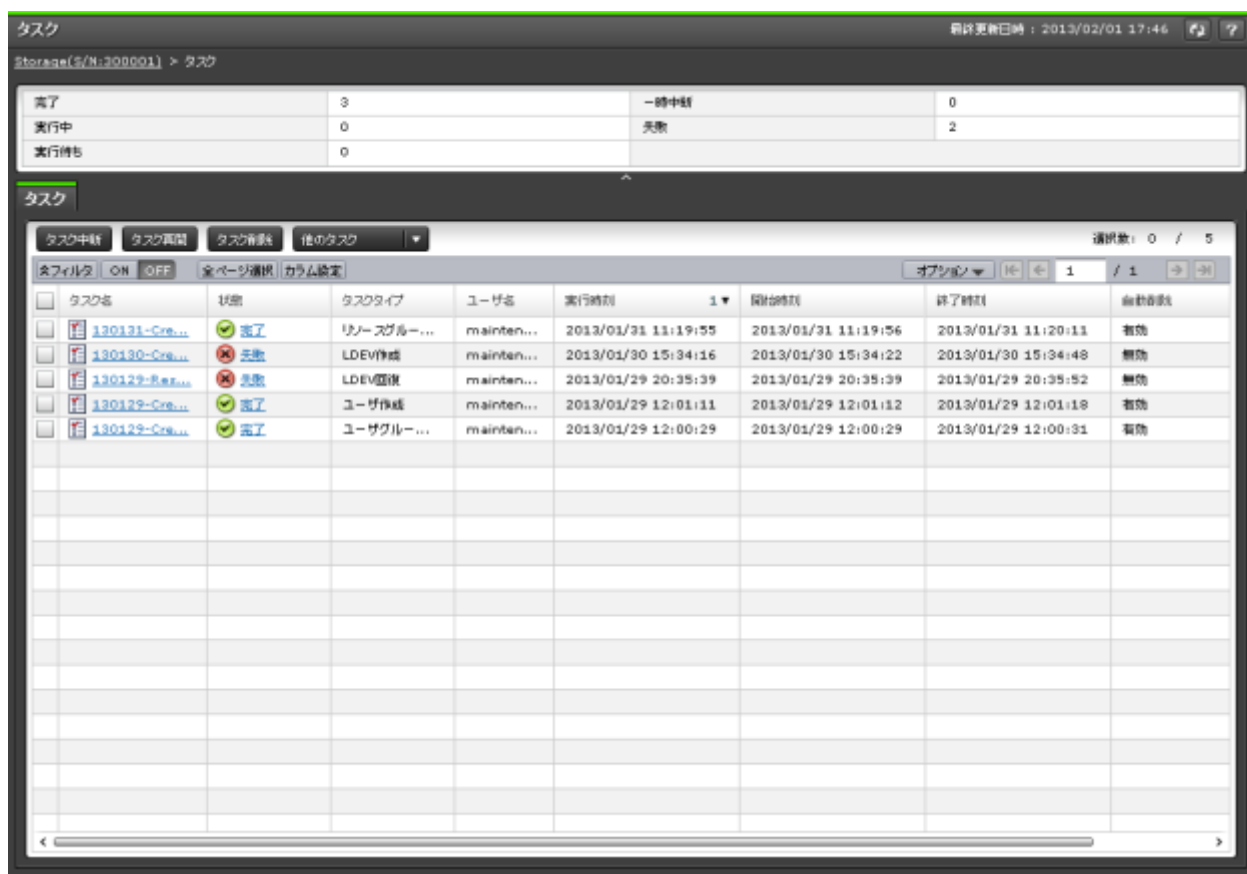 タスク
最終更新日時 : 2013/02/01 17:46
?
Storage(S/N:300001) > タスク
完了 3 一時中断 0
実行中 0 失敗 2
実行待ち 0
タスク
タスク中断 タスク再開 タスク削除 他のタスク 選択数: 0 / 5
フィルタ ON OFF 全ページ選択 カラム設定 オプション 1 / 1
タスク名 状態 タスクタイプ ユーザ名 実行時刻 1 開始時刻 終了時刻 自動削除
130131-Cre... 完了 リソースグルー... mainten... 2013/01/31 11:19:55 2013/01/31 11:19:56 2013/01/31 11:20:11 有効
130130-Cre... 失敗 LDEV作成 mainten... 2013/01/30 15:34:16 2013/01/30 15:34:22 2013/01/30 15:34:48 無効
130129-Res... 失敗 LDEV回復 mainten... 2013/01/29 20:35:39 2013/01/29 20:35:39 2013/01/29 20:35:52 無効
130129-Cre... 完了 ユーザ作成 mainten... 2013/01/29 12:01:11 2013/01/29 12:01:12 2013/01/29 12:01:18 有効
130129-Cre... 完了 ユーザグルー... mainten... 2013/01/29 12:00:29 2013/01/29 12:00:29 2013/01/29 12:00:31 有効